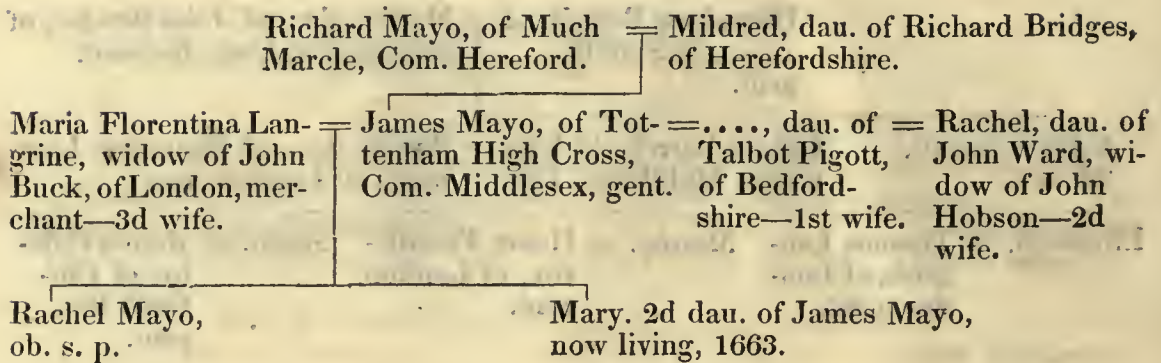 Richard Mayo, of Much = Mildred, dau. of Richard Bridges,
Marcle, Com. Hereford. of Herefordshire.
Maria Florentina Lan- = James Mayo, of Tot- = ...., dau. of = Rachel, dau. of
grine, widow of John tenham High Cross, Talbot Pigott, John Ward, wi-
Buck, of London, mer- Com. Middlesex, gent. of Bedford- dow of John
chant—3d wife. shire—1st wife. Hobson—2d
wife.
Rachel Mayo, Mary. 2d dau. of James Mayo,
ob. s. p. now living, 1663.